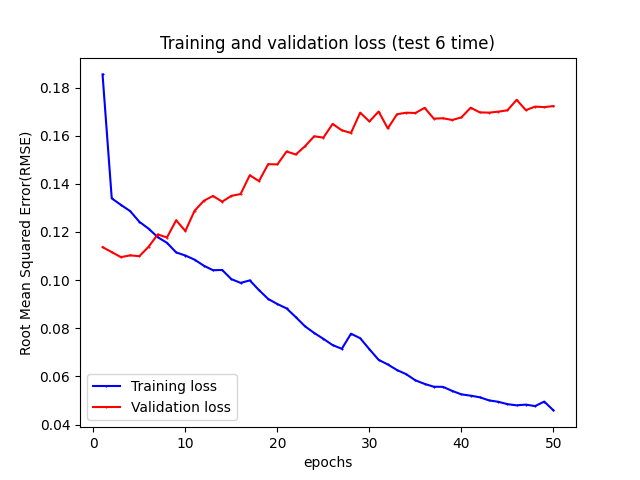 Training and validation loss (test 6 time)
Root Mean Squared Error(RMSE)
0.18
0.16
0.14
0.12
0.10
0.08
0.06
0.04
Training loss
Validation loss
0 10 20 30 40 50
epochs